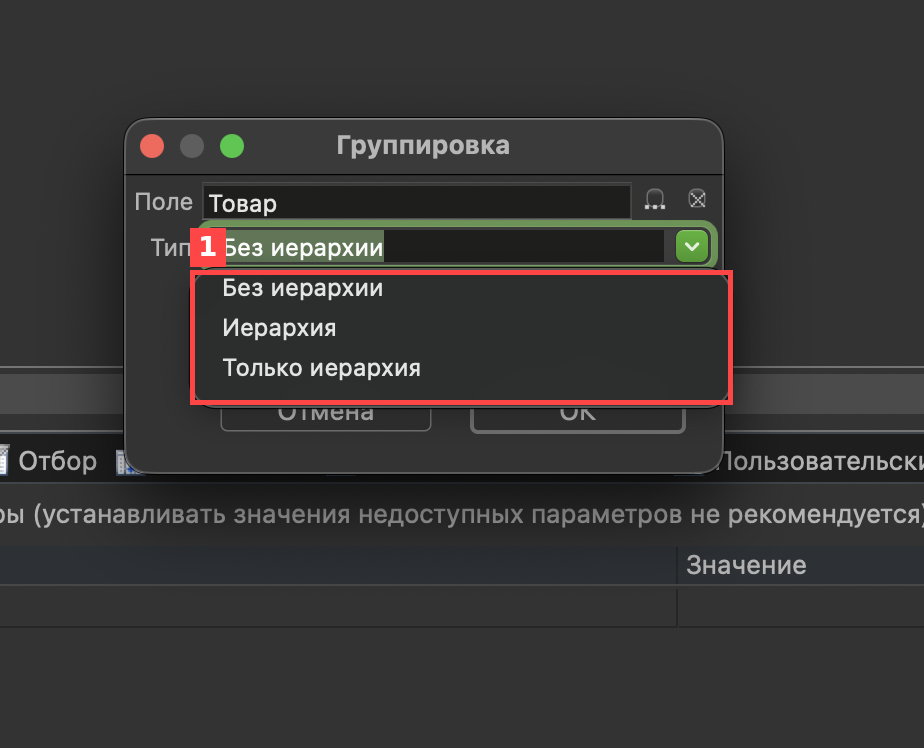 Группировка
Поле Товар
Тип 1 Без иерархии
Без иерархии
Иерархия
Только иерархия
Отмена OK
Отбор Пользовательски
ры (устанавливать значения недоступных параметров не рекомендуется)
Значение